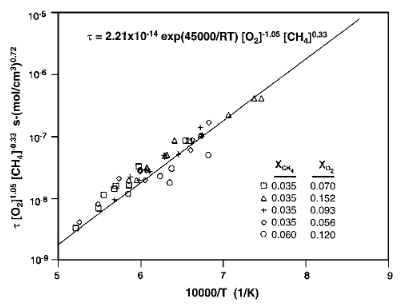 τ = 2.21x10⁻¹⁴ exp(45000/RT) [O₂]⁻¹·⁰⁵ [CH₄]⁰·³³
τ [O₂]¹·⁰⁵ [CH₄]⁻⁰·³³ s-(mol/cm³)⁰·⁷²
10⁻⁵
10⁻⁶
10⁻⁷
10⁻⁸
10⁻⁹
X_CH₄ X_O₂
□ 0.035 0.070
△ 0.035 0.152
+ 0.035 0.093
◇ 0.035 0.056
○ 0.060 0.120
5 6 7 8 9
10000/T (1/K)